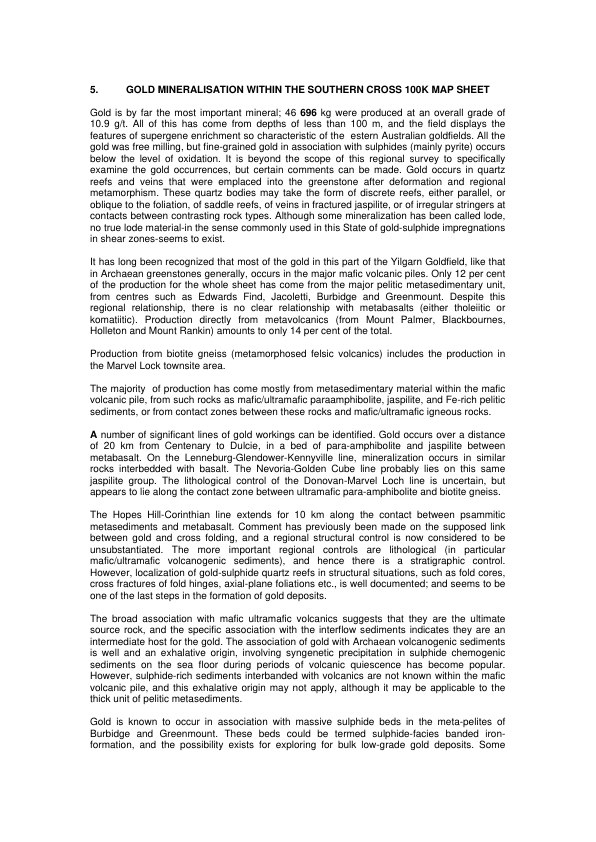 5. GOLD MINERALISATION WITHIN THE SOUTHERN CROSS 100K MAP SHEET
Gold is by far the most important mineral; 46 696 kg were produced at an overall grade of
10.9 g/t. All of this has come from depths of less than 100 m, and the field displays the
features of supergene enrichment so characteristic of the estern Australian goldfields. All the
gold was free milling, but fine-grained gold in association with sulphides (mainly pyrite) occurs
below the level of oxidation. It is beyond the scope of this regional survey to specifically
examine the gold occurrences, but certain comments can be made. Gold occurs in quartz
reefs and veins that were emplaced into the greenstone after deformation and regional
metamorphism. These quartz bodies may take the form of discrete reefs, either parallel, or
oblique to the foliation, of saddle reefs, of veins in fractured jaspilite, or of irregular stringers at
contacts between contrasting rock types. Although some mineralization has been called lode,
no true lode material-in the sense commonly used in this State of gold-sulphide impregnations
in shear zones-seems to exist.
It has long been recognized that most of the gold in this part of the Yilgarn Goldfield, like that
in Archaean greenstones generally, occurs in the major mafic volcanic piles. Only 12 per cent
of the production for the whole sheet has come from the major pelitic metasedimentary unit,
from centres such as Edwards Find, Jacoletti, Burbidge and Greenmount. Despite this
regional relationship, there is no clear relationship with metabasalts (either tholeiitic or
komatiitic). Production directly from metavolcanics (from Mount Palmer, Blackbournes,
Holleton and Mount Rankin) amounts to only 14 per cent of the total.
Production from biotite gneiss (metamorphosed felsic volcanics) includes the production in
the Marvel Lock townsite area.
The majority of production has come mostly from metasedimentary material within the mafic
volcanic pile, from such rocks as mafic/ultramafic paraamphibolite, jaspilite, and Fe-rich pelitic
sediments, or from contact zones between these rocks and mafic/ultramafic igneous rocks.
A number of significant lines of gold workings can be identified. Gold occurs over a distance
of 20 km from Centenary to Dulcie, in a bed of para-amphibolite and jaspilite between
metabasalt. On the Lenneburg-Glendower-Kennyville line, mineralization occurs in similar
rocks interbedded with basalt. The Nevoria-Golden Cube line probably lies on this same
jaspilite group. The lithological control of the Donovan-Marvel Loch line is uncertain, but
appears to lie along the contact zone between ultramafic para-amphibolite and biotite gneiss.
The Hopes Hill-Corinthian line extends for 10 km along the contact between psammitic
metasediments and metabasalt. Comment has previously been made on the supposed link
between gold and cross folding, and a regional structural control is now considered to be
unsubstantiated. The more important regional controls are lithological (in particular
mafic/ultramafic volcanogenic sediments), and hence there is a stratigraphic control.
However, localization of gold-sulphide quartz reefs in structural situations, such as fold cores,
cross fractures of fold hinges, axial-plane foliations etc., is well documented; and seems to be
one of the last steps in the formation of gold deposits.
The broad association with mafic ultramafic volcanics suggests that they are the ultimate
source rock, and the specific association with the interflow sediments indicates they are an
intermediate host for the gold. The association of gold with Archaean volcanogenic sediments
is well and an exhalative origin, involving syngenetic precipitation in sulphide chemogenic
sediments on the sea floor during periods of volcanic quiescence has become popular.
However, sulphide-rich sediments interbanded with volcanics are not known within the mafic
volcanic pile, and this exhalative origin may not apply, although it may be applicable to the
thick unit of pelitic metasediments.
Gold is known to occur in association with massive sulphide beds in the meta-pelites of
Burbidge and Greenmount. These beds could be termed sulphide-facies banded iron-
formation, and the possibility exists for exploring for bulk low-grade gold deposits. Some